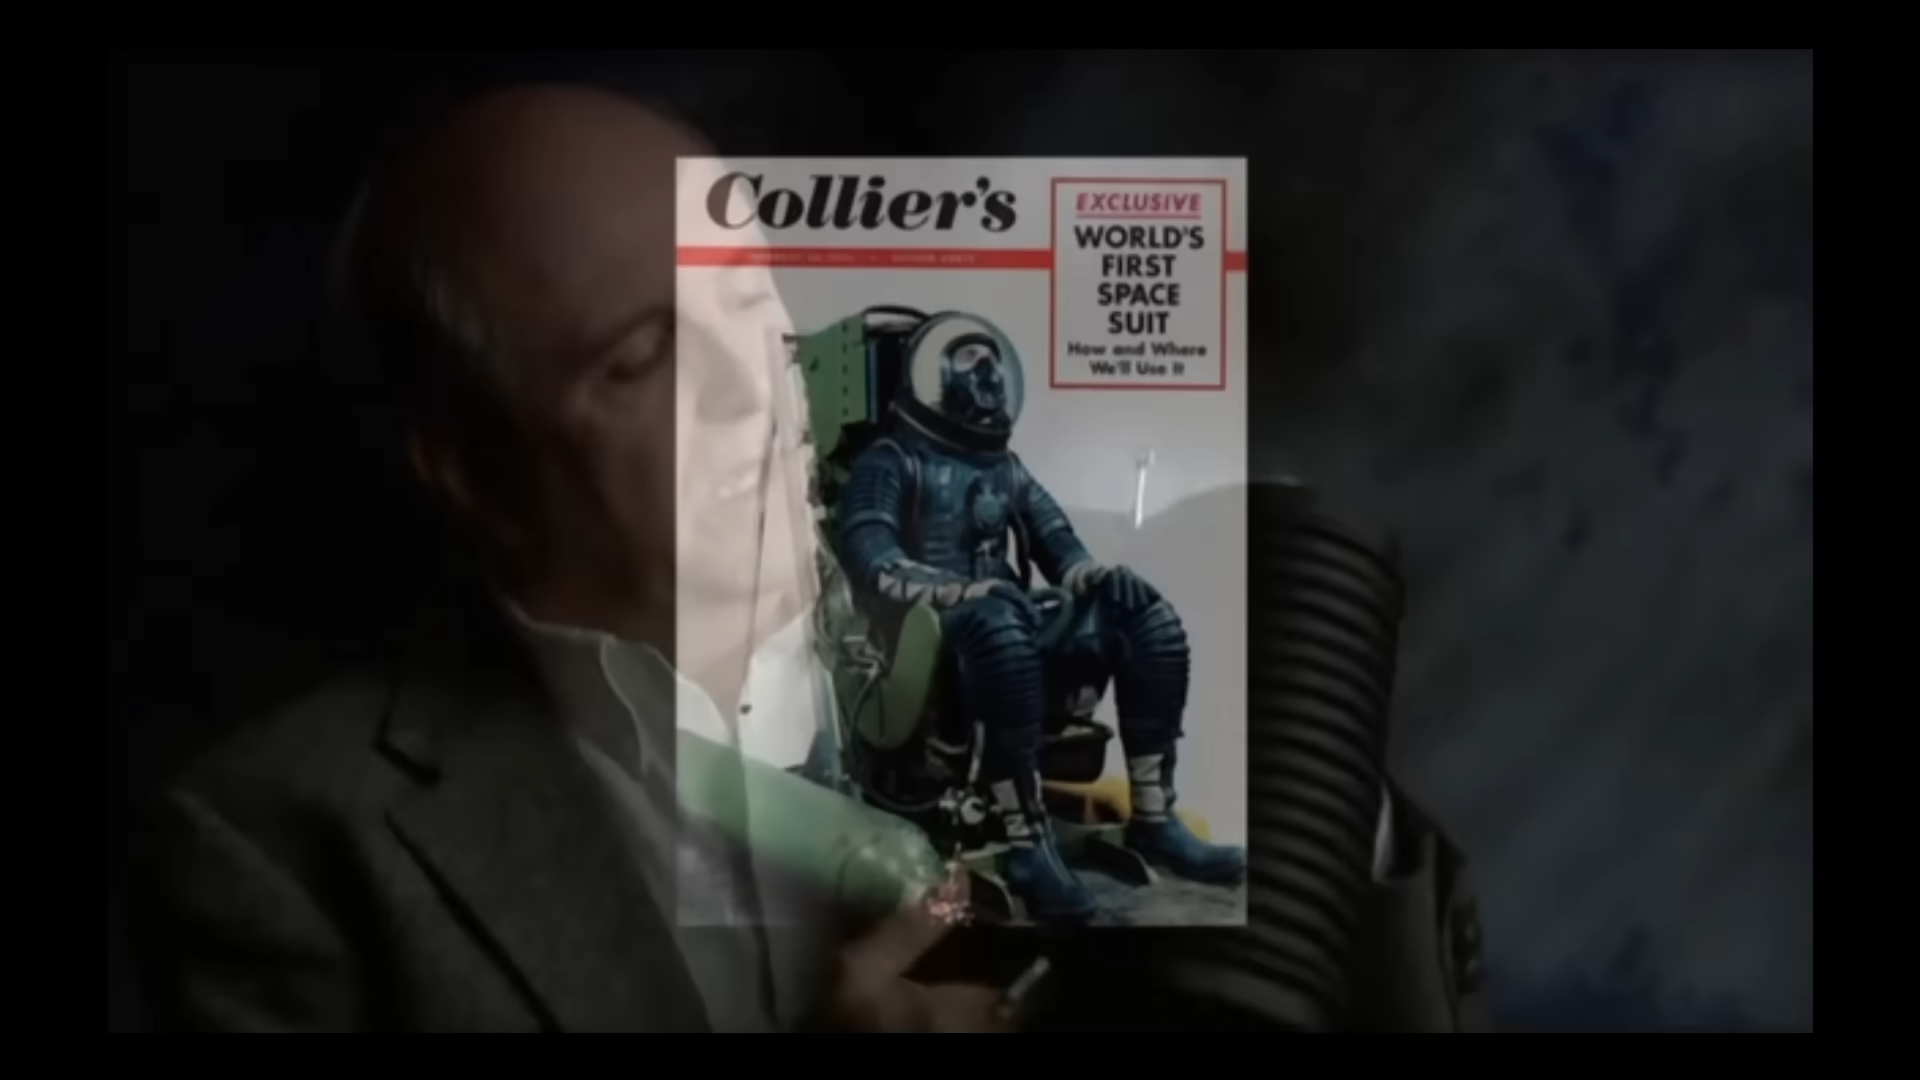 Collier's
EXCLUSIVE
WORLD'S
FIRST
SPACE
SUIT
How and Where
We'll Use It